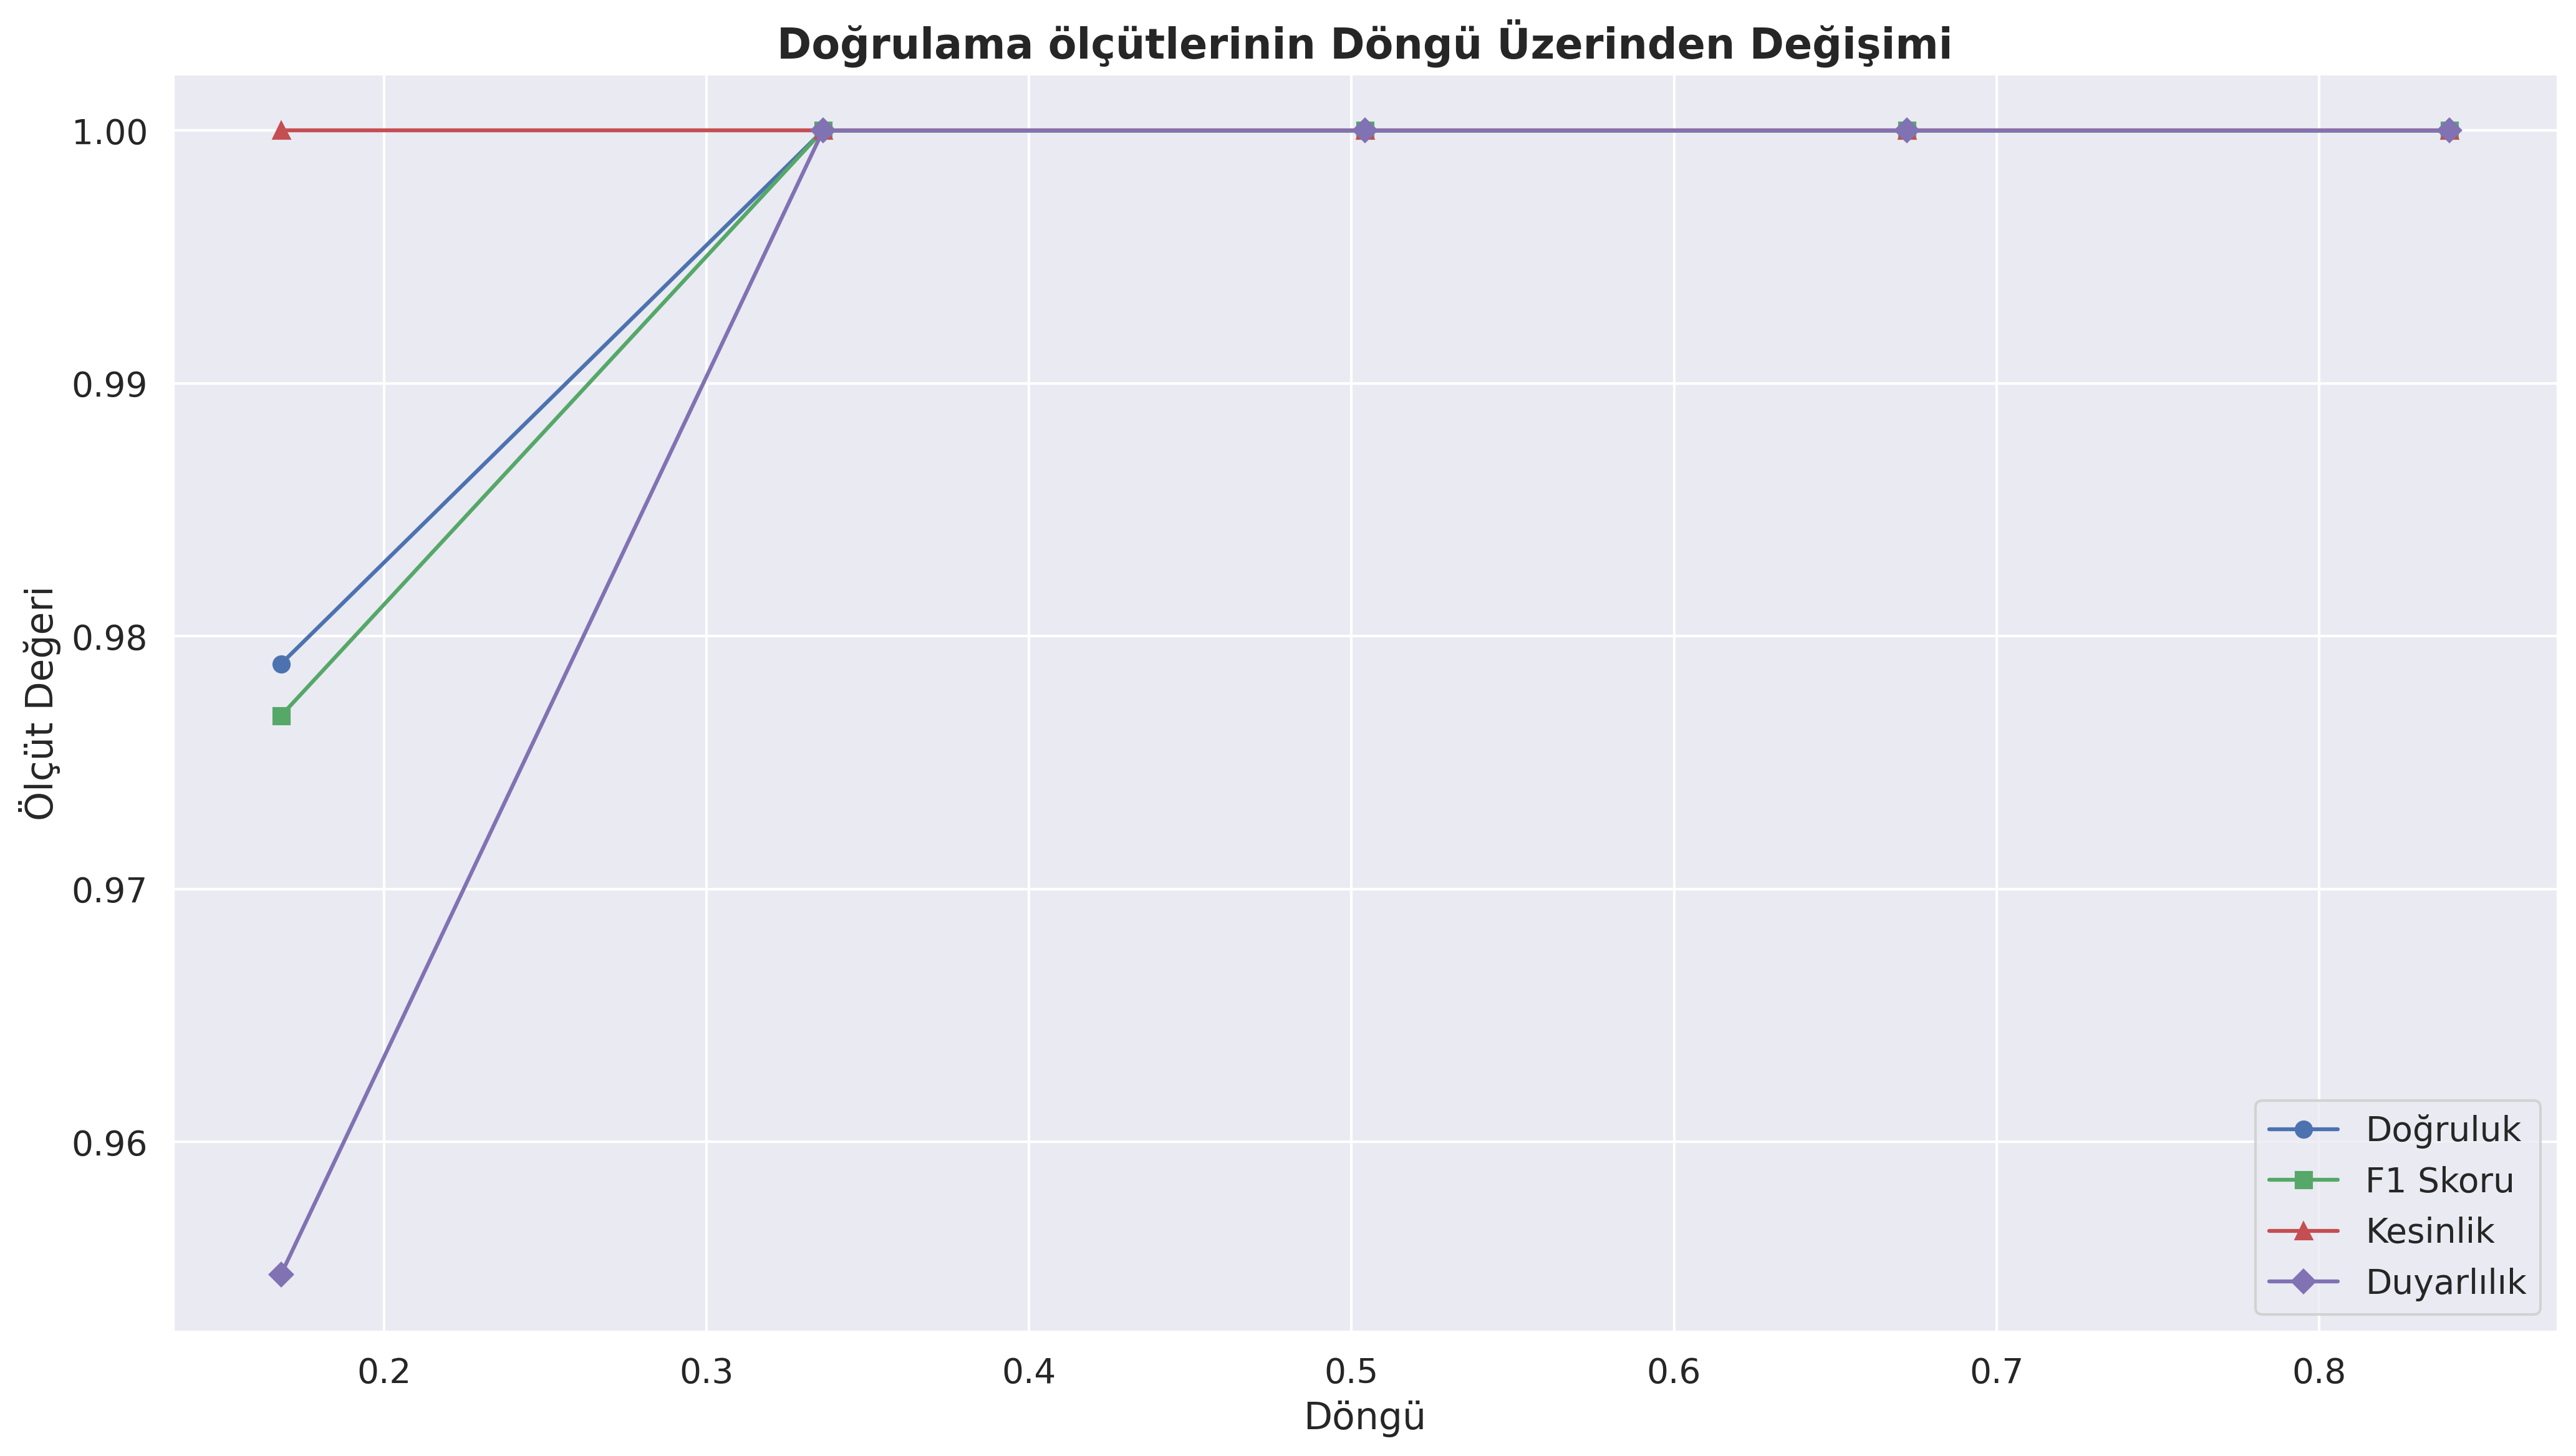 Doğrulama ölçütlerinin Döngü Üzerinden Değişimi
Ölçüt Değeri
1.00
0.99
0.98
0.97
0.96
0.2
0.3
0.4
0.5
0.6
0.7
0.8
Döngü
Doğruluk
F1 Skoru
Kesinlik
Duyarlılık